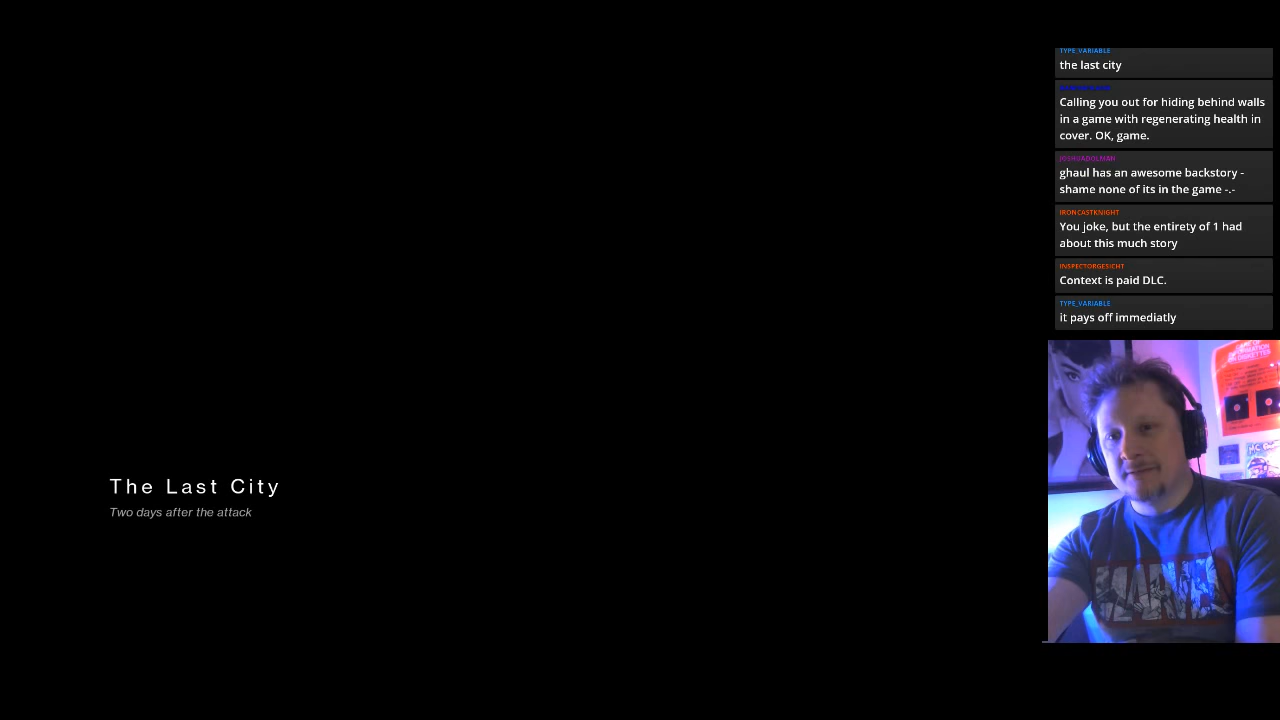 The Last City
Two days after the attack
TYPE_VARIABLE
the last city
Calling you out for hiding behind walls
in a game with regenerating health in
cover. OK, game.
JOSHUADOLMAN
ghaul has an awesome backstory -
shame none of its in the game -.-
IRONCASTKNIGHT
You joke, but the entirety of 1 had
about this much story
INSPECTORGESICHT
Context is paid DLC.
TYPE_VARIABLE
it pays off immediatly